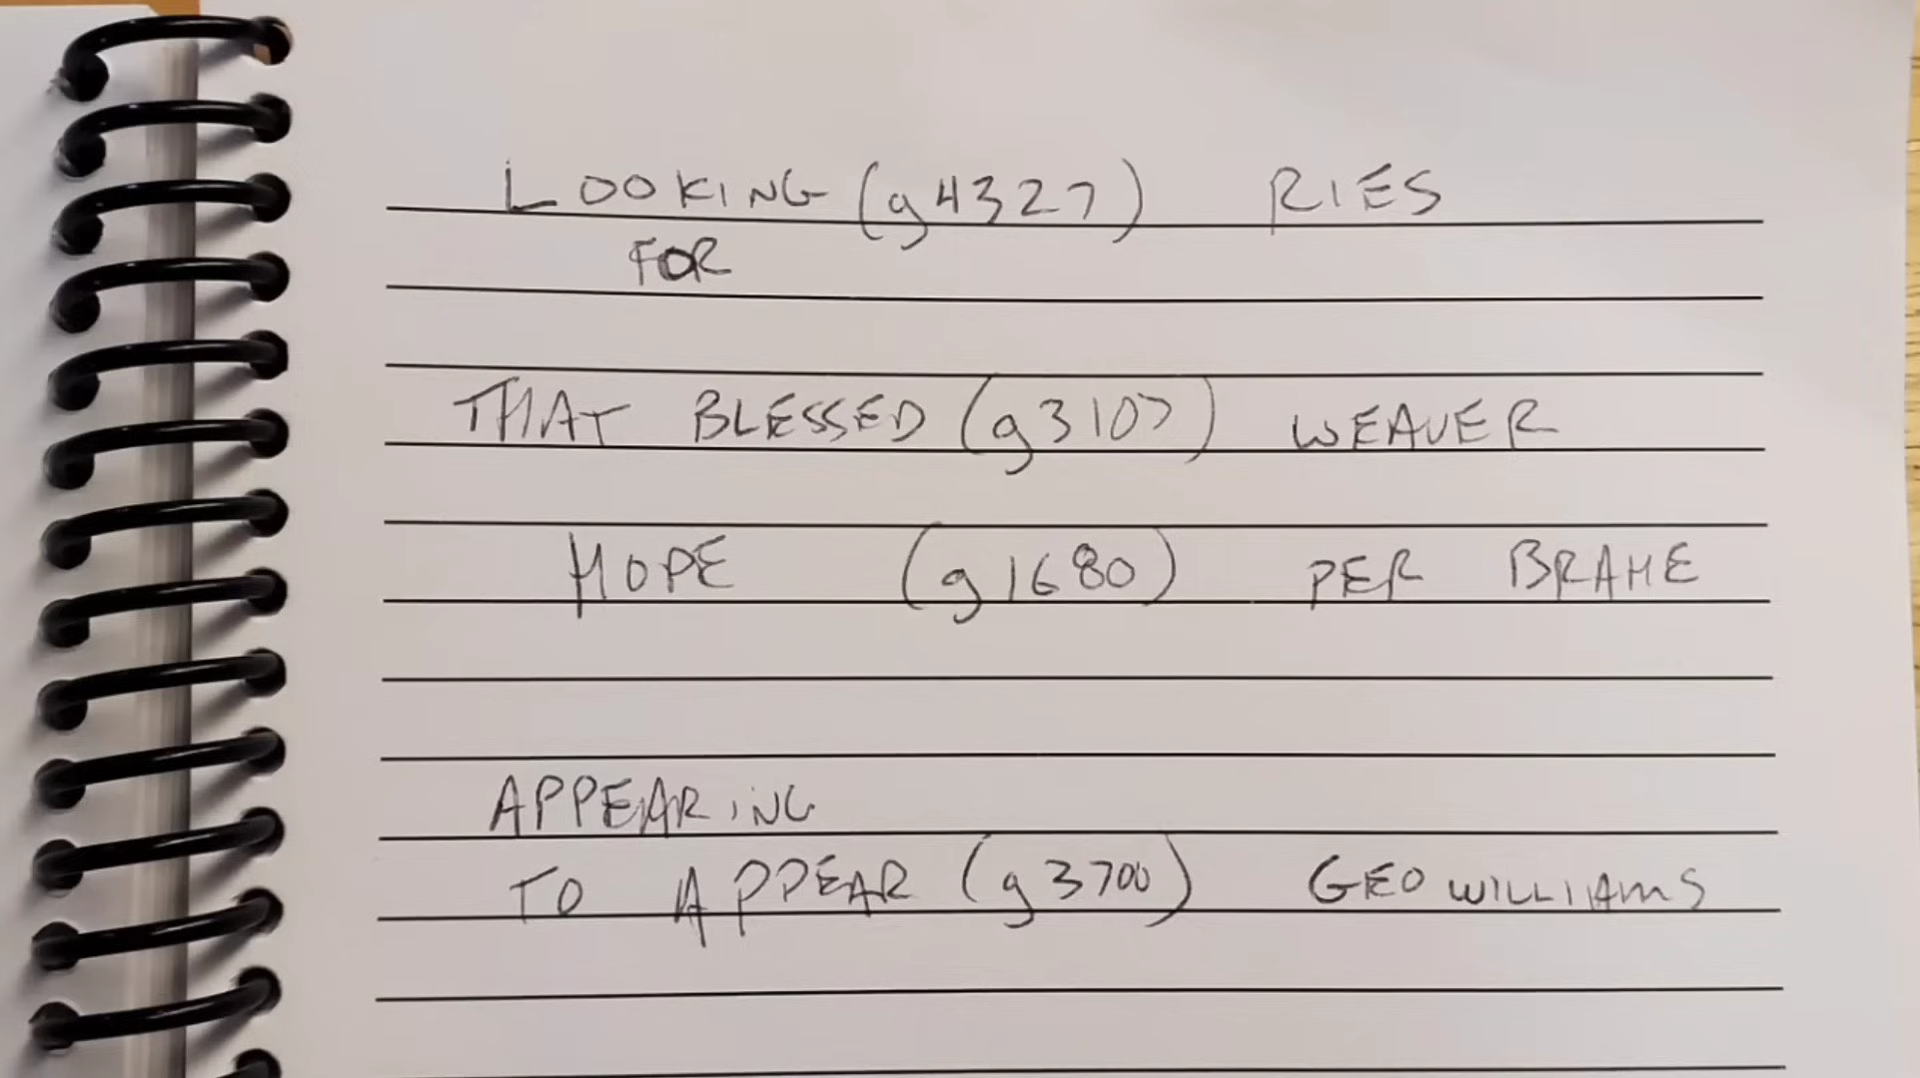 LOOKING (g4327) RIES
FOR
THAT BLESSED (g3107) WEAVER
HOPE (g1680) PER BRAHE
APPEARING
TO APPEAR (g3700) GEO WILLIAMS